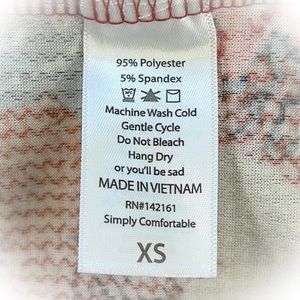 95% Polyester
5% Spandex
Machine Wash Cold
Gentle Cycle
Do Not Bleach
Hang Dry
or you'll be sad
MADE IN VIETNAM
RN#142161
Simply Comfortable
XS